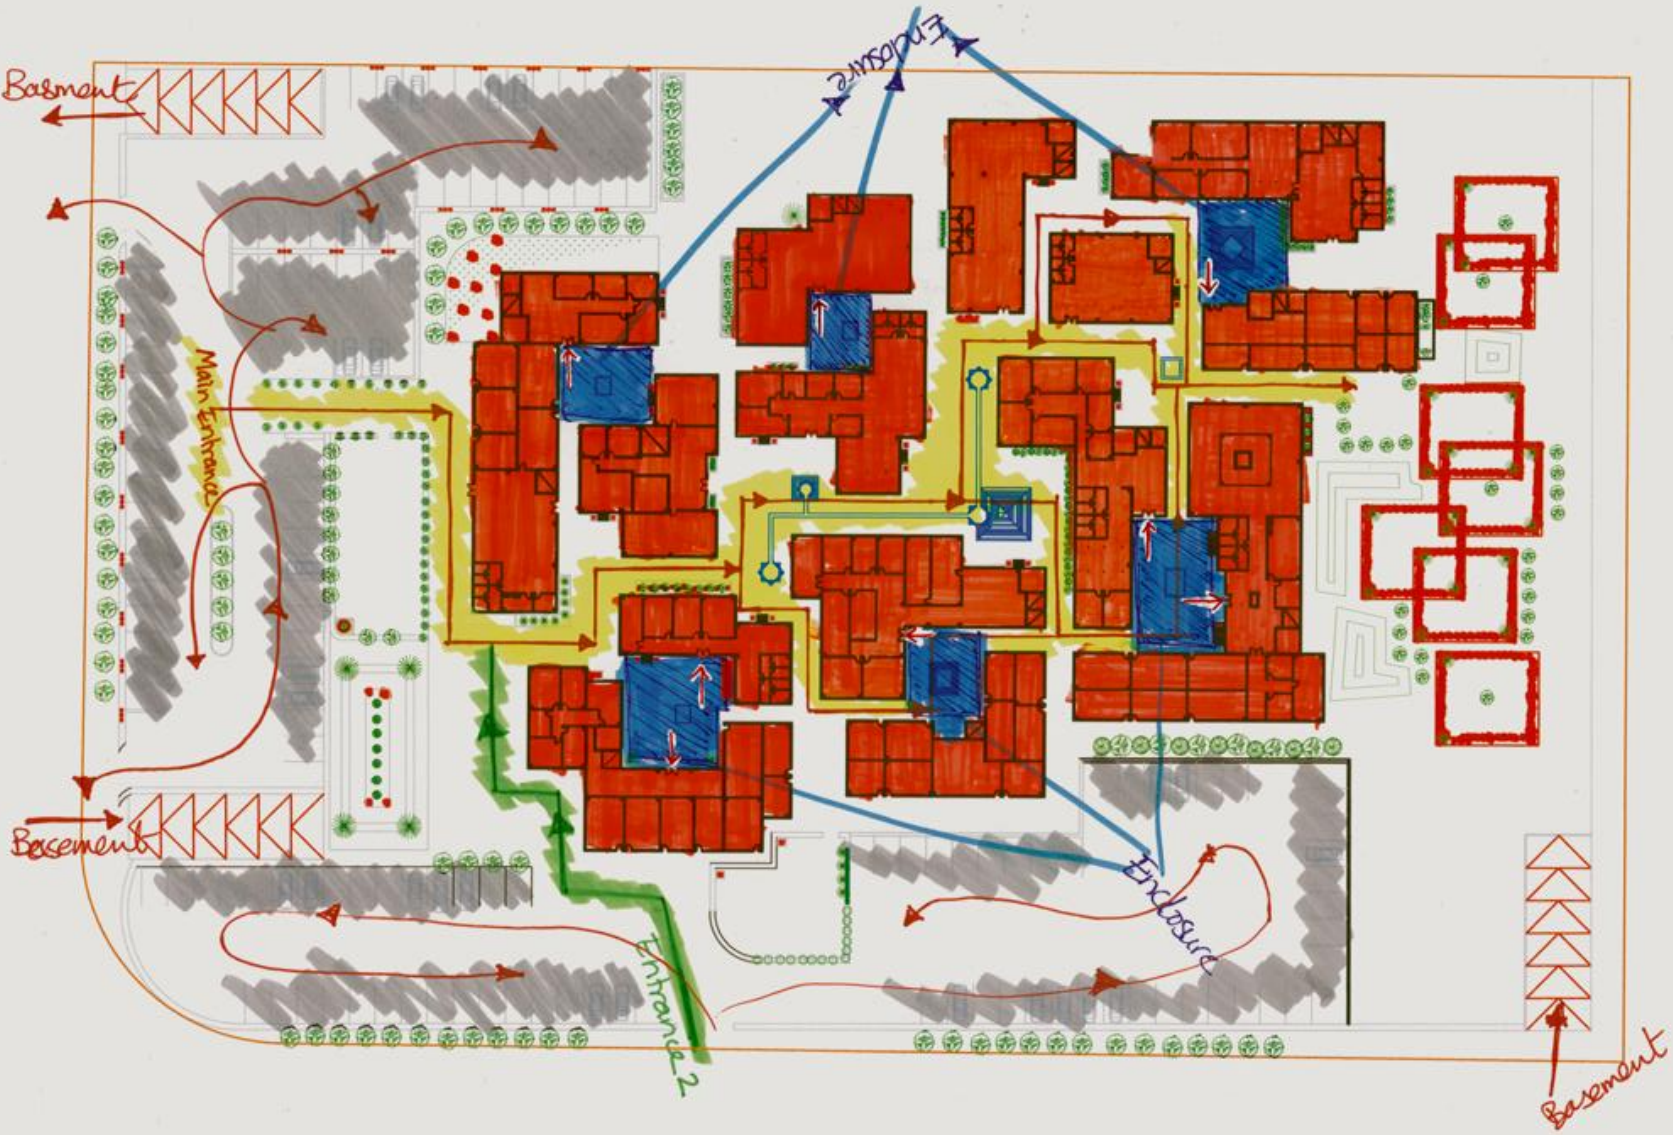 Enclosure
Basment
Main Entrance
Basement
Enclosure
Entrance 2
Basement